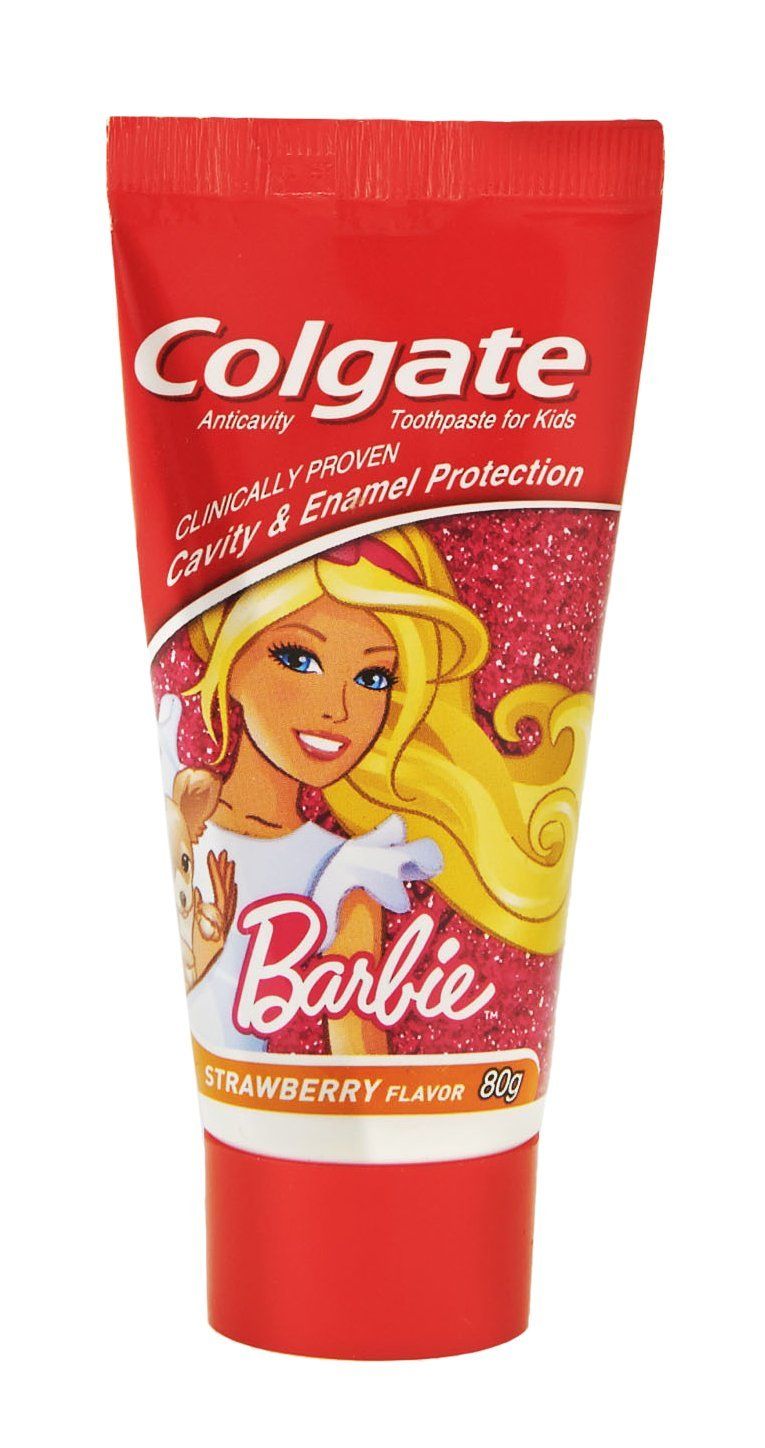 Colgate
Anticavity Toothpaste for Kids
CLINICALLY PROVEN
Cavity & Enamel Protection
Barbie™
STRAWBERRY FLAVOR 80g